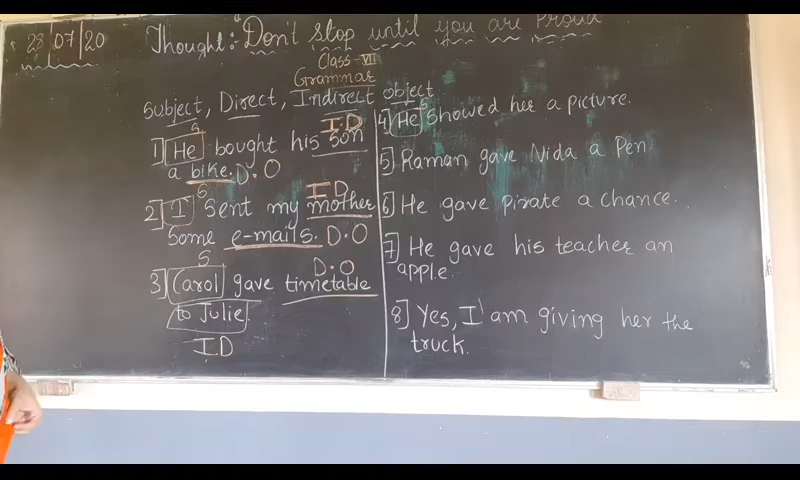 28/07/20
Thought:- "Don't stop until you are Proud
Class-VII
Grammar
Subject, Direct, Indirect object
S
I.D
1] He bought his son
a bike. D.O
S
I D
2] I Sent my mother
Some e-mails. D.O
S
D.O
3] Carol gave timetable
to Julie.
I D
S
4] He Showed her a picture.
5] Raman gave Nida a Pen
6] He gave pirate a chance.
7] He gave his teacher an
apple.
8] Yes, I am giving her the
truck.